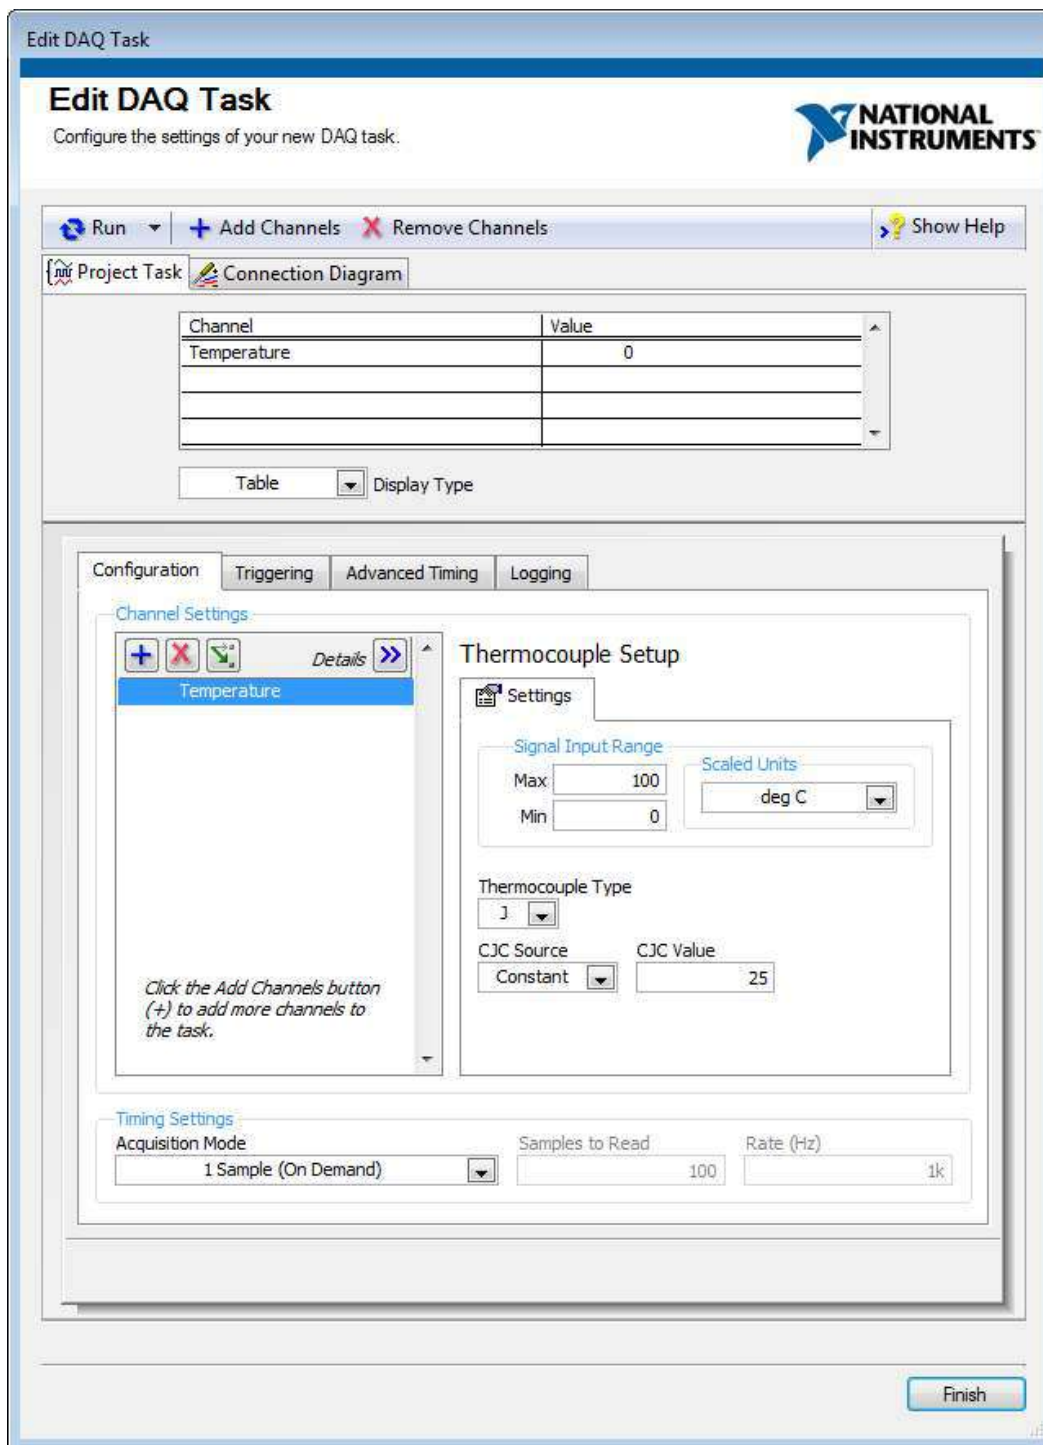 Edit DAQ Task
Edit DAQ Task
Configure the settings of your new DAQ task.
NATIONAL
INSTRUMENTS
Run Add Channels Remove Channels Show Help
Project Task Connection Diagram
Channel Value
Temperature 0
Table Display Type
Configuration Triggering Advanced Timing Logging
Channel Settings
Details
Temperature
Click the Add Channels button
(+) to add more channels to
the task.
Thermocouple Setup
Settings
Signal Input Range
Scaled Units
Max 100
deg C
Min 0
Thermocouple Type
J
CJC Source CJC Value
Constant 25
Timing Settings
Acquisition Mode Samples to Read Rate (Hz)
1 Sample (On Demand) 100 1k
Finish